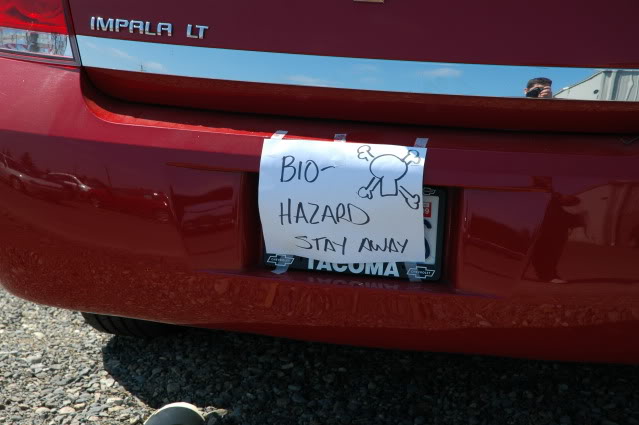 IMPALA LT
BIO-
HAZARD
STAY AWAY
TACOMA